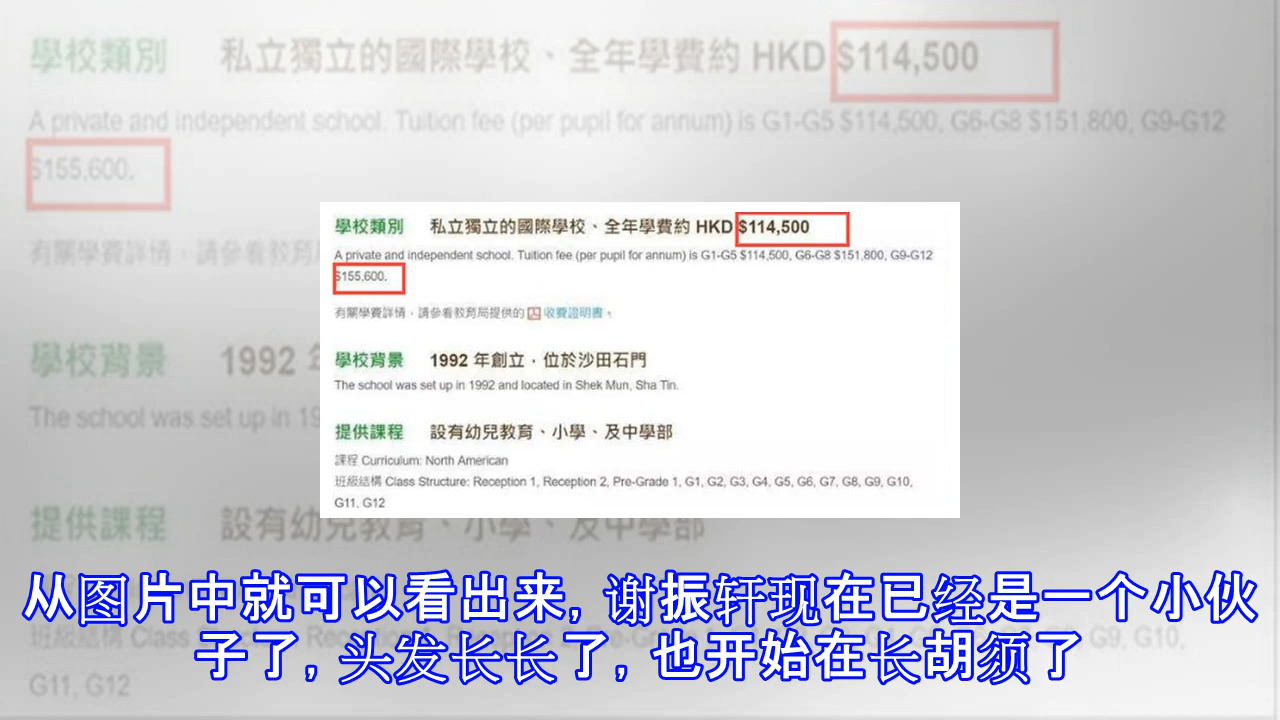 學校類別 私立獨立的國際學校、全年學費約 HKD $114,500
A private and independent school. Tuition fee (per pupil for annum) is G1-G5 $114,500, G6-G8 $151,800, G9-G12
$155,600.
有關學費詳情，請參看教育局提供的 收費證明書。
學校背景 1992 年創立，位於沙田石門
The school was set up in 1992 and located in Shek Mun, Sha Tin.
提供課程 設有幼兒教育、小學、及中學部
課程 Curriculum: North American
班級結構 Class Structure: Reception 1, Reception 2, Pre-Grade 1, G1, G2, G3, G4, G5, G6, G7, G8, G9, G10,
G11, G12
从图片中就可以看出来, 谢振轩现在已经是一个小伙
子了, 头发长长了, 也开始在长胡须了